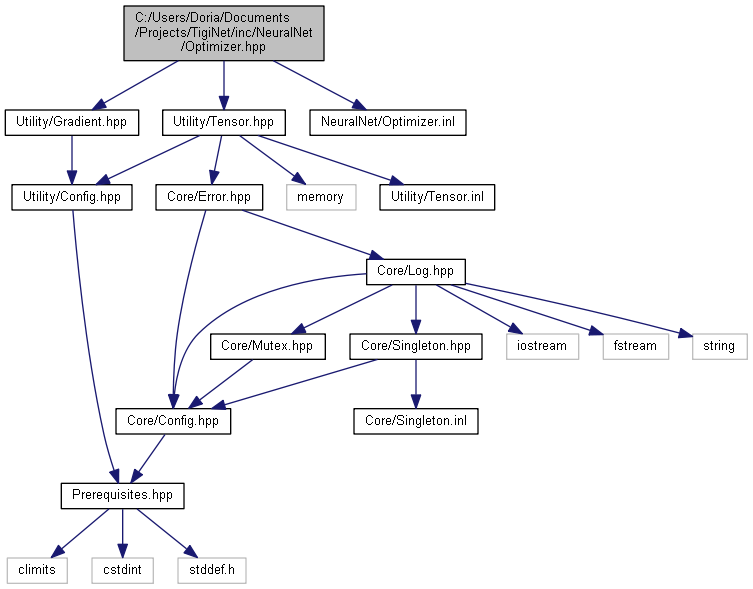 C:/Users/Doria/Documents
/Projects/TigiNet/inc/NeuralNet
/Optimizer.hpp
Utility/Gradient.hpp
Utility/Tensor.hpp
NeuralNet/Optimizer.inl
Utility/Config.hpp
Core/Error.hpp
memory
Utility/Tensor.inl
Core/Log.hpp
Core/Mutex.hpp
Core/Singleton.hpp
iostream
fstream
string
Core/Config.hpp
Core/Singleton.inl
Prerequisites.hpp
climits
cstdint
stddef.h